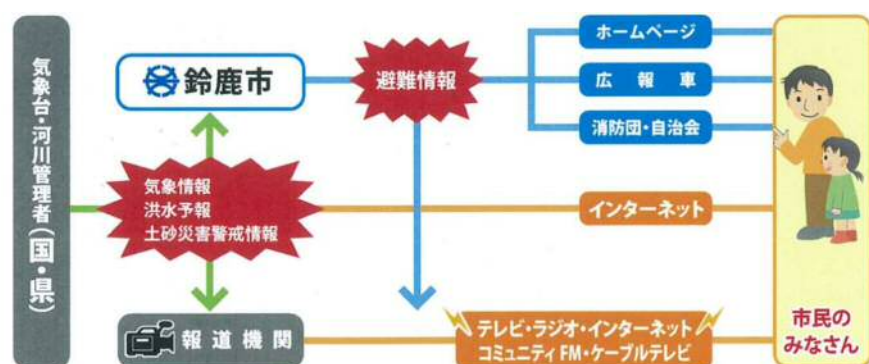 気象台・河川管理者(国・県)
鈴鹿市
避難情報
ホームページ
広報車
消防団・自治会
気象情報
洪水予報
土砂災害警戒情報
インターネット
報道機関
テレビ・ラジオ・インターネット
コミュニティFM・ケーブルテレビ
市民の
みなさん